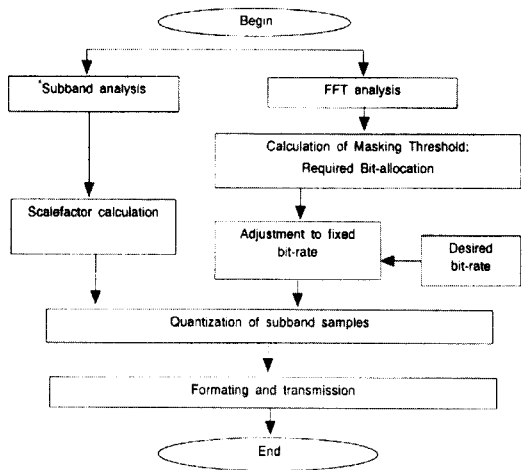 Begin
*Subband analysis
FFT analysis
Calculation of Masking Threshold;
Required Bit-allocation
Scalefactor calculation
Adjustment to fixed
bit-rate
Desired
bit-rate
Quantization of subband samples
Formating and transmission
End